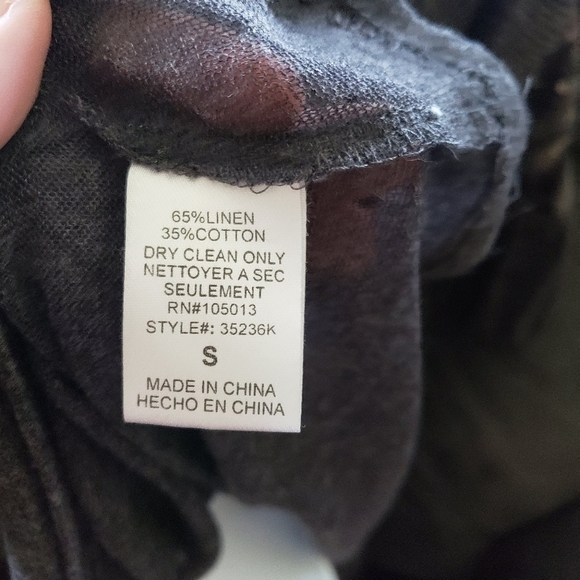 65%LINEN
35%COTTON
DRY CLEAN ONLY
NETTOYER A SEC
SEULEMENT
RN#105013
STYLE#: 35236K
S
MADE IN CHINA
HECHO EN CHINA